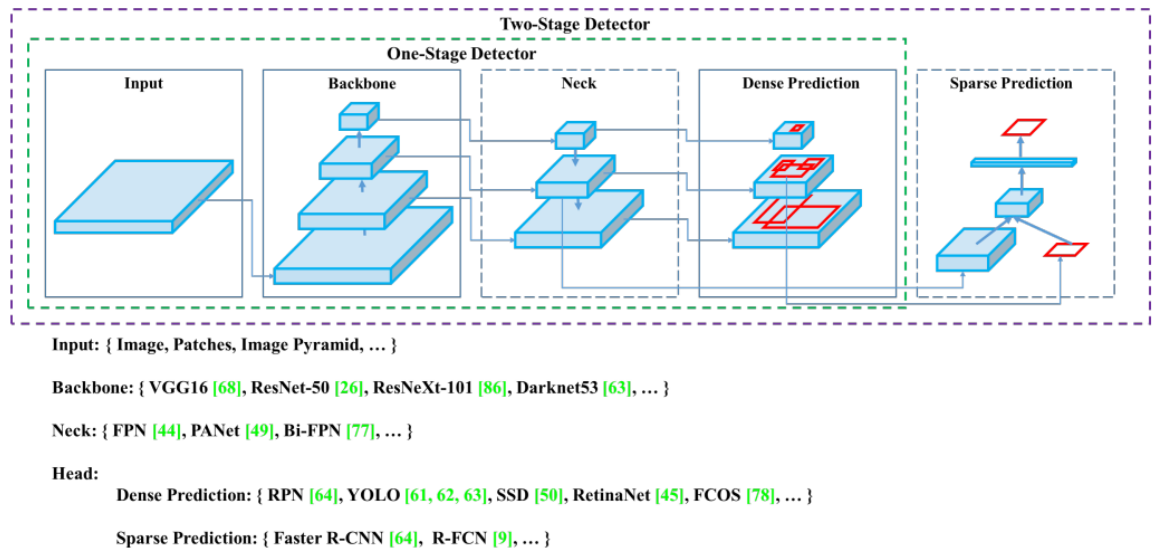 Two-Stage Detector
One-Stage Detector
Input
Backbone
Neck
Dense Prediction
Sparse Prediction
Input: { Image, Patches, Image Pyramid, … }
Backbone: { VGG16 [68], ResNet-50 [26], ResNeXt-101 [86], Darknet53 [63], … }
Neck: { FPN [44], PANet [49], Bi-FPN [77], … }
Head:
Dense Prediction: { RPN [64], YOLO [61, 62, 63], SSD [50], RetinaNet [45], FCOS [78], … }
Sparse Prediction: { Faster R-CNN [64], R-FCN [9], … }